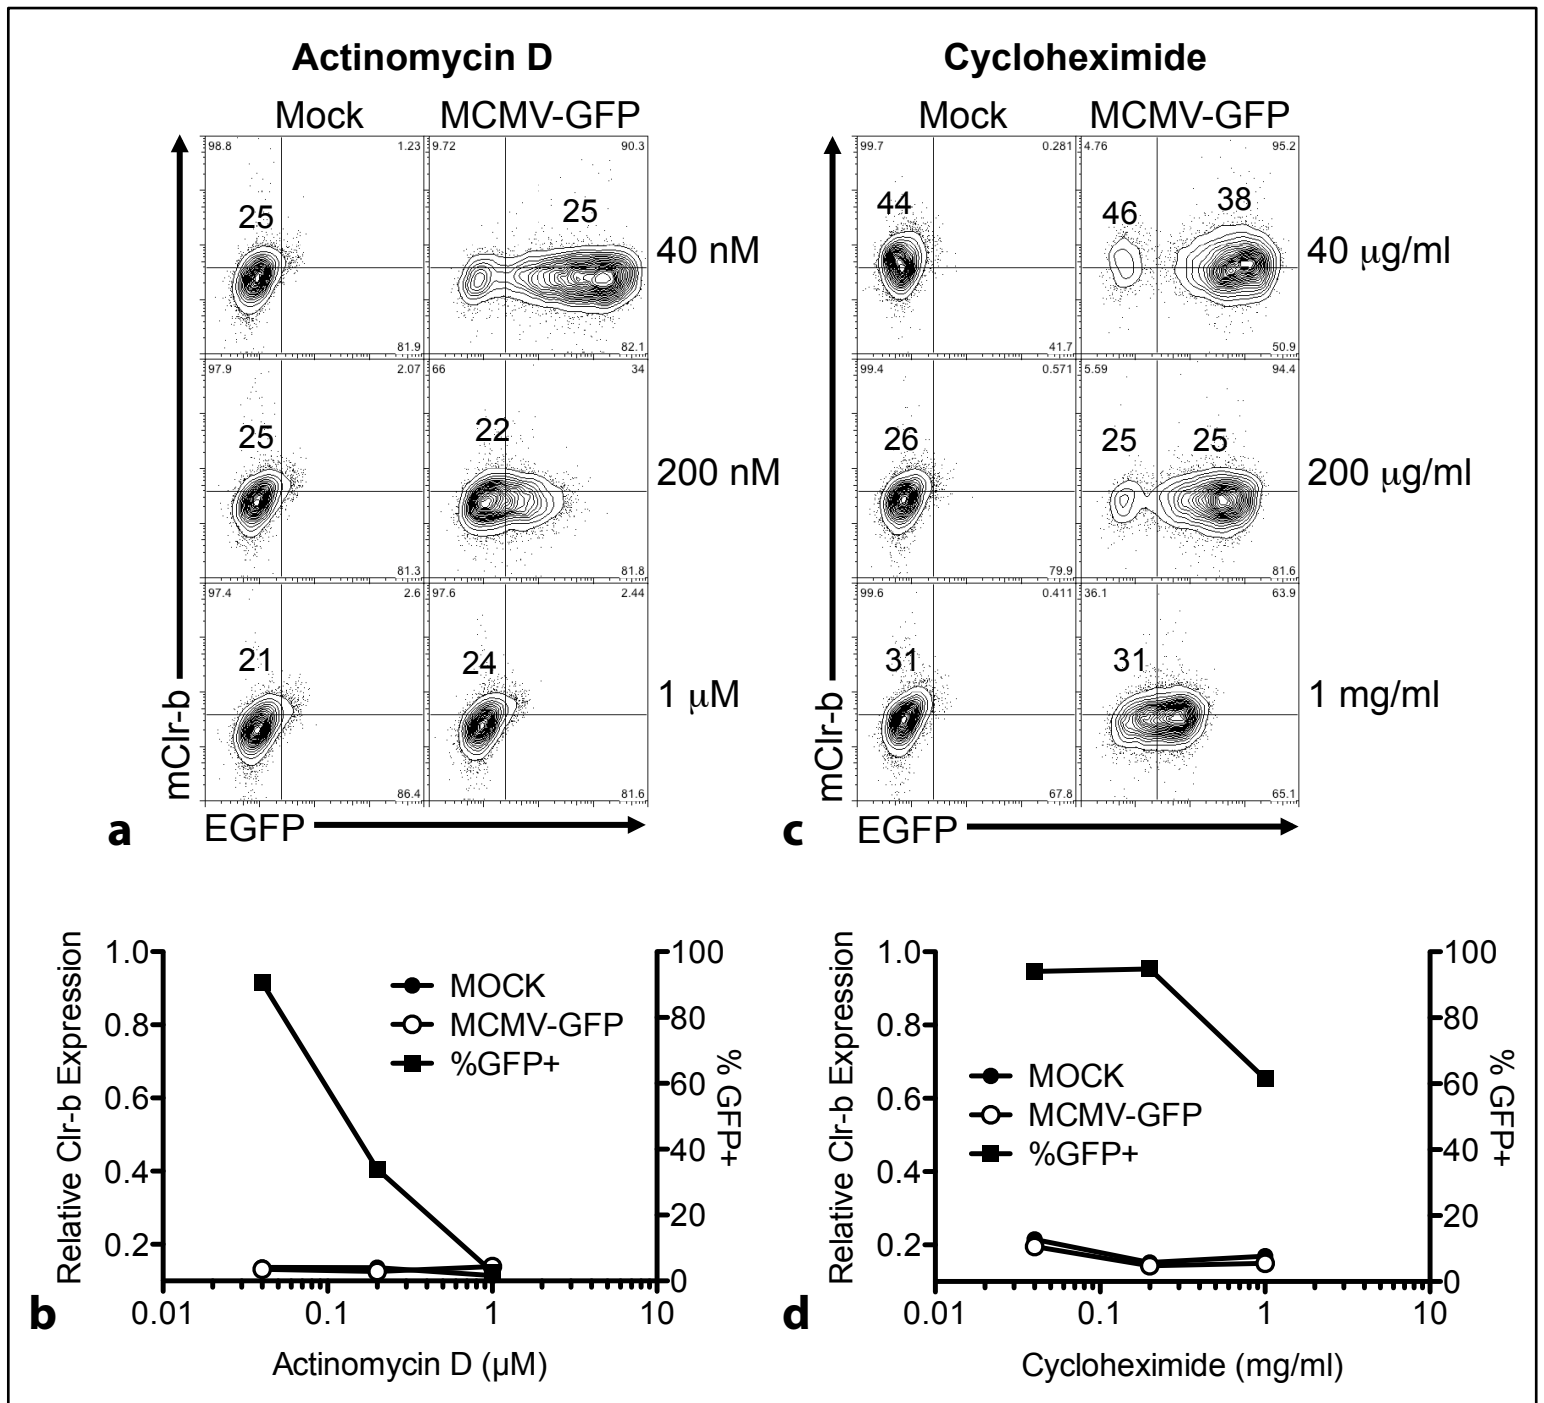 Actinomycin D
Mock MCMV-GFP
98.8 1.23 9.72 90.3
25 25
40 nM
81.9 82.1
97.9 2.07 66 34
25 22
200 nM
81.3 81.8
97.4 2.6 97.6 2.44
21 24
1 μM
86.4 81.6
mClr-b
EGFP
a
Cycloheximide
Mock MCMV-GFP
99.7 0.281 4.76 95.2
44 46 38
40 μg/ml
41.7 50.9
99.4 0.571 5.59 94.4
26 25 25
200 μg/ml
79.9 81.6
99.6 0.411 36.1 63.9
31 31
1 mg/ml
67.8 65.1
mClr-b
EGFP
c
Relative Clr-b Expression
1.0
0.8
0.6
0.4
0.2
MOCK
MCMV-GFP
%GFP+
100
80
60
40
20
0
% GFP+
0.01 0.1 1 10
b
Actinomycin D (μM)
Relative Clr-b Expression
1.0
0.8
0.6
0.4
0.2
MOCK
MCMV-GFP
%GFP+
100
80
60
40
20
0
% GFP+
0.01 0.1 1 10
d
Cycloheximide (mg/ml)